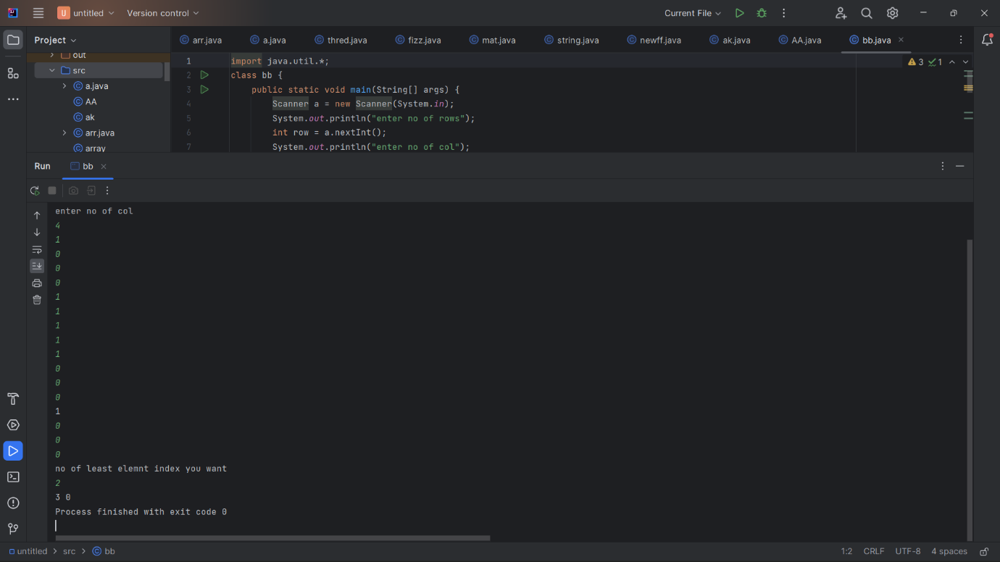 U untitled Version control Current File
Project
arr.java a.java thred.java fizz.java mat.java string.java newff.java ak.java AA.java bb.java
out
src
a.java
AA
ak
arr.java
array
1 import java.util.*;
2 class bb {
3 public static void main(String[] args) {
4 Scanner a = new Scanner(System.in);
5 System.out.println("enter no of rows");
6 int row = a.nextInt();
7 System.out.println("enter no of col");
3 1
Run bb
enter no of col
4
1
0
0
0
1
1
1
1
1
0
0
0
1
0
0
0
no of least elemnt index you want
2
3 0
Process finished with exit code 0
untitled > src > bb 1:2 CRLF UTF-8 4 spaces